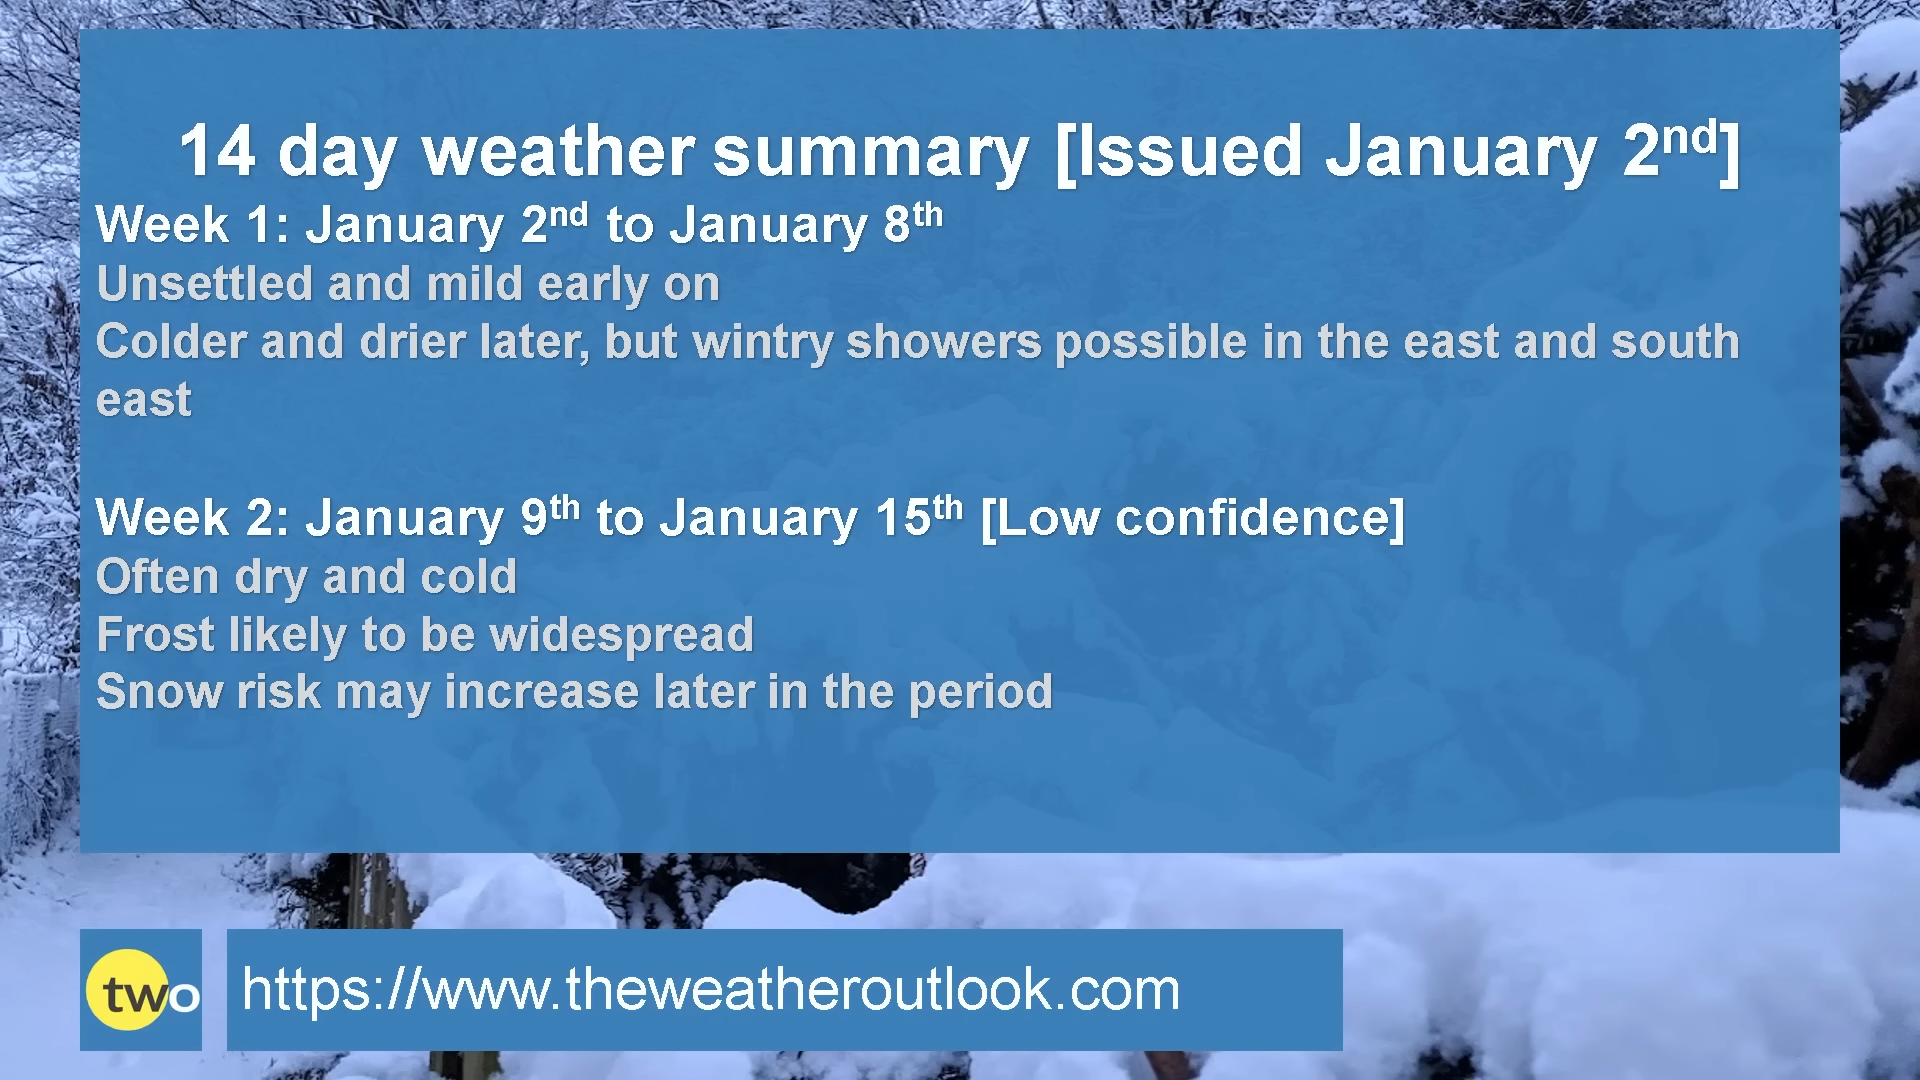 14 day weather summary [Issued January 2nd]
Week 1: January 2nd to January 8th
Unsettled and mild early on
Colder and drier later, but wintry showers possible in the east and south
east
Week 2: January 9th to January 15th [Low confidence]
Often dry and cold
Frost likely to be widespread
Snow risk may increase later in the period
two
https://www.theweatheroutlook.com